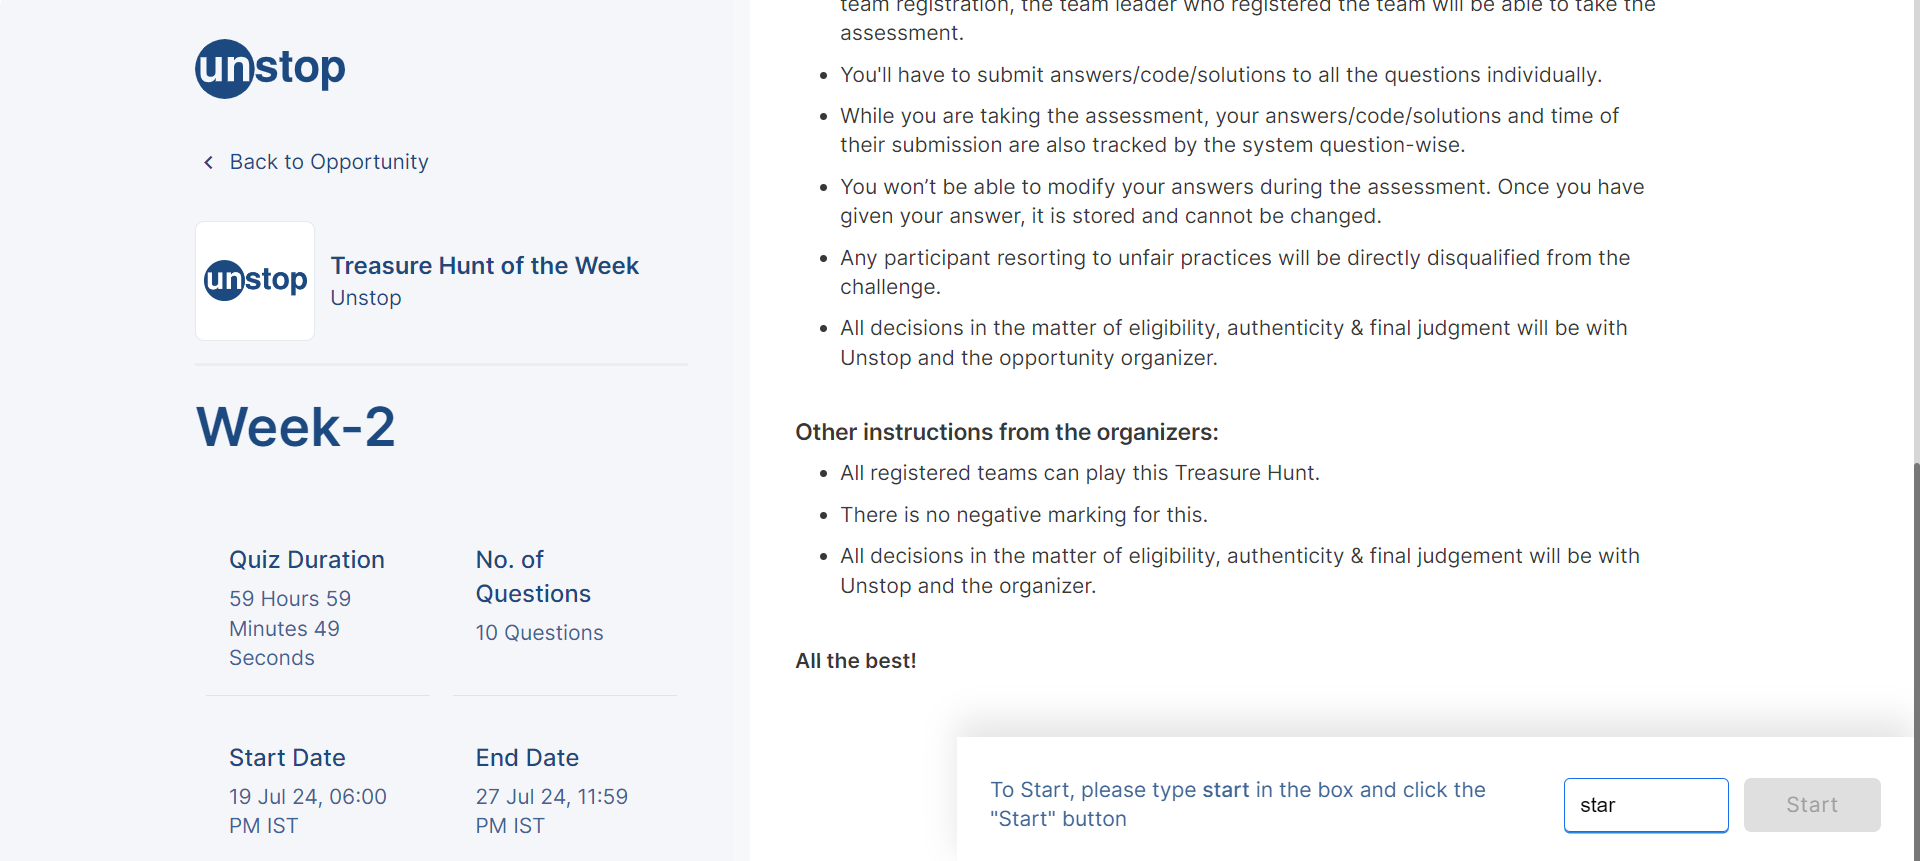 unstop
Back to Opportunity
unstop
Treasure Hunt of the Week
Unstop
Week-2
Quiz Duration
59 Hours 59
Minutes 49
Seconds
No. of
Questions
10 Questions
Start Date
19 Jul 24, 06:00
PM IST
End Date
27 Jul 24, 11:59
PM IST
team registration, the team leader who registered the team will be able to take the
assessment.
You'll have to submit answers/code/solutions to all the questions individually.
While you are taking the assessment, your answers/code/solutions and time of
their submission are also tracked by the system question-wise.
You won’t be able to modify your answers during the assessment. Once you have
given your answer, it is stored and cannot be changed.
Any participant resorting to unfair practices will be directly disqualified from the
challenge.
All decisions in the matter of eligibility, authenticity & final judgment will be with
Unstop and the opportunity organizer.
Other instructions from the organizers:
All registered teams can play this Treasure Hunt.
There is no negative marking for this.
All decisions in the matter of eligibility, authenticity & final judgement will be with
Unstop and the organizer.
All the best!
To Start, please type start in the box and click the
"Start" button
star
Start